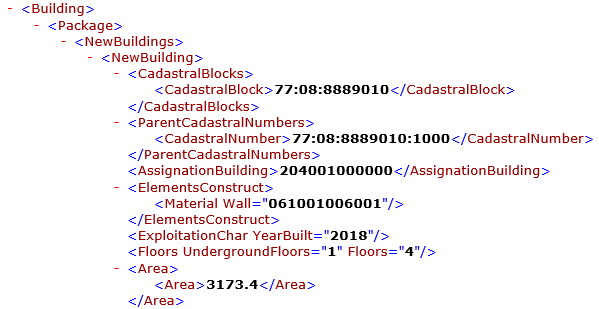 - <Building>
- <Package>
- <NewBuildings>
- <NewBuilding>
- <CadastralBlocks>
<CadastralBlock>77:08:8889010</CadastralBlock>
</CadastralBlocks>
- <ParentCadastralNumbers>
<CadastralNumber>77:08:8889010:1000</CadastralNumber>
</ParentCadastralNumbers>
<AssignationBuilding>204001000000</AssignationBuilding>
- <ElementsConstruct>
<Material Wall="061001006001"/>
</ElementsConstruct>
<ExploitationChar YearBuilt="2018"/>
<Floors UndergroundFloors="1" Floors="4"/>
- <Area>
<Area>3173.4</Area>
</Area>